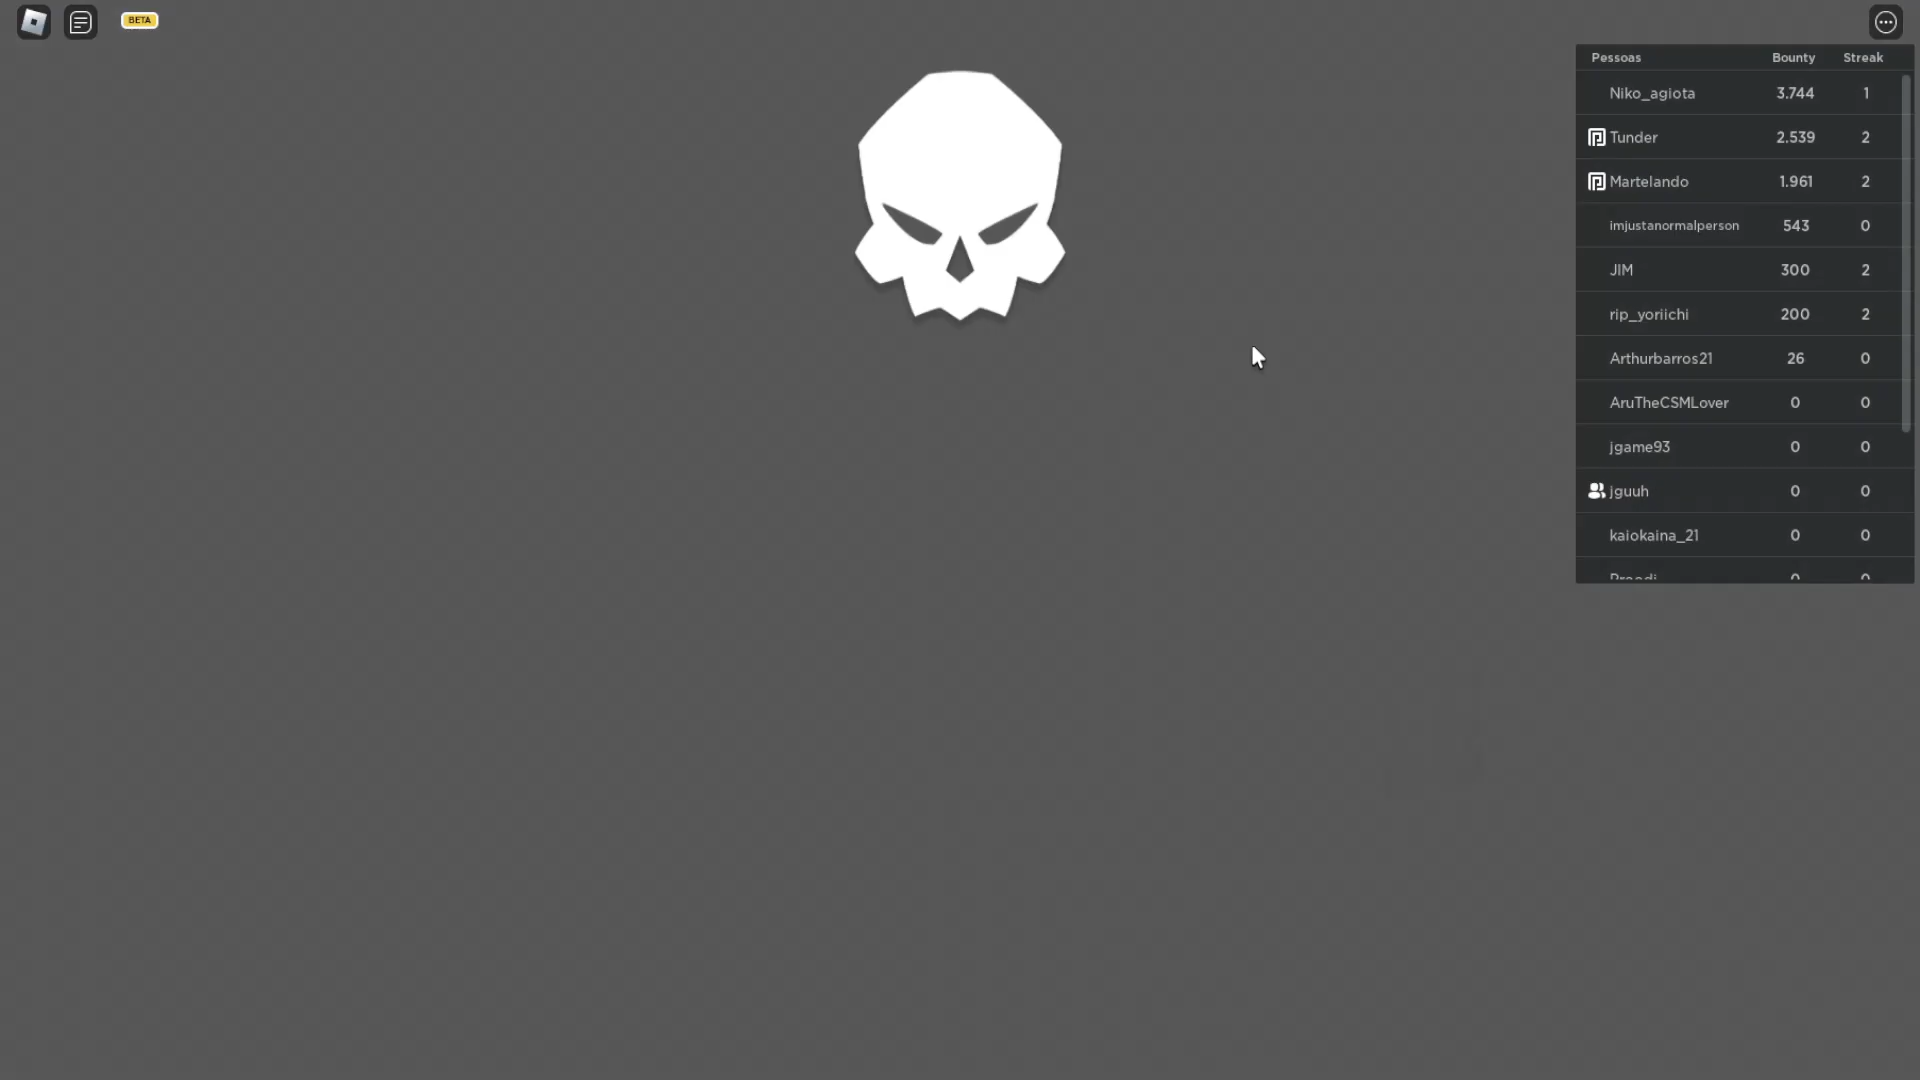 BETA
Pessoas Bounty Streak
Niko_agiota 3.744 1
Tunder 2.539 2
Martelando 1.961 2
imjustanormalperson 543 0
JIM 300 2
rip_yoriichi 200 2
Arthurbarros21 26 0
AruTheCSMLover 0 0
jgame93 0 0
jguuh 0 0
kaiokaina_21 0 0
0 0